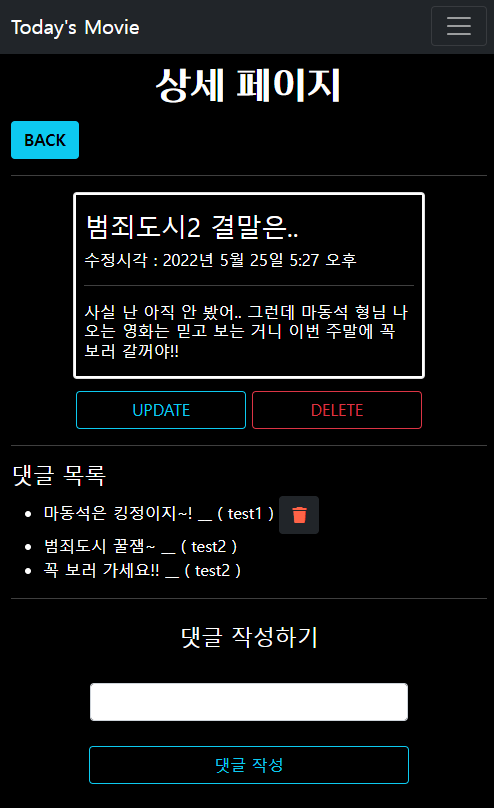 Today's Movie
상세 페이지
BACK
범죄도시2 결말은..
수정시각 : 2022년 5월 25일 5:27 오후
사실 난 아직 안 봤어.. 그런데 마동석 형님 나
오는 영화는 믿고 보는 거니 이번 주말에 꼭
보러 갈꺼야!!
UPDATE DELETE
댓글 목록
마동석은 킹정이지~! __ ( test1 )
범죄도시 꿀잼~ __ ( test2 )
꼭 보러 가세요!! __ ( test2 )
댓글 작성하기
댓글 작성